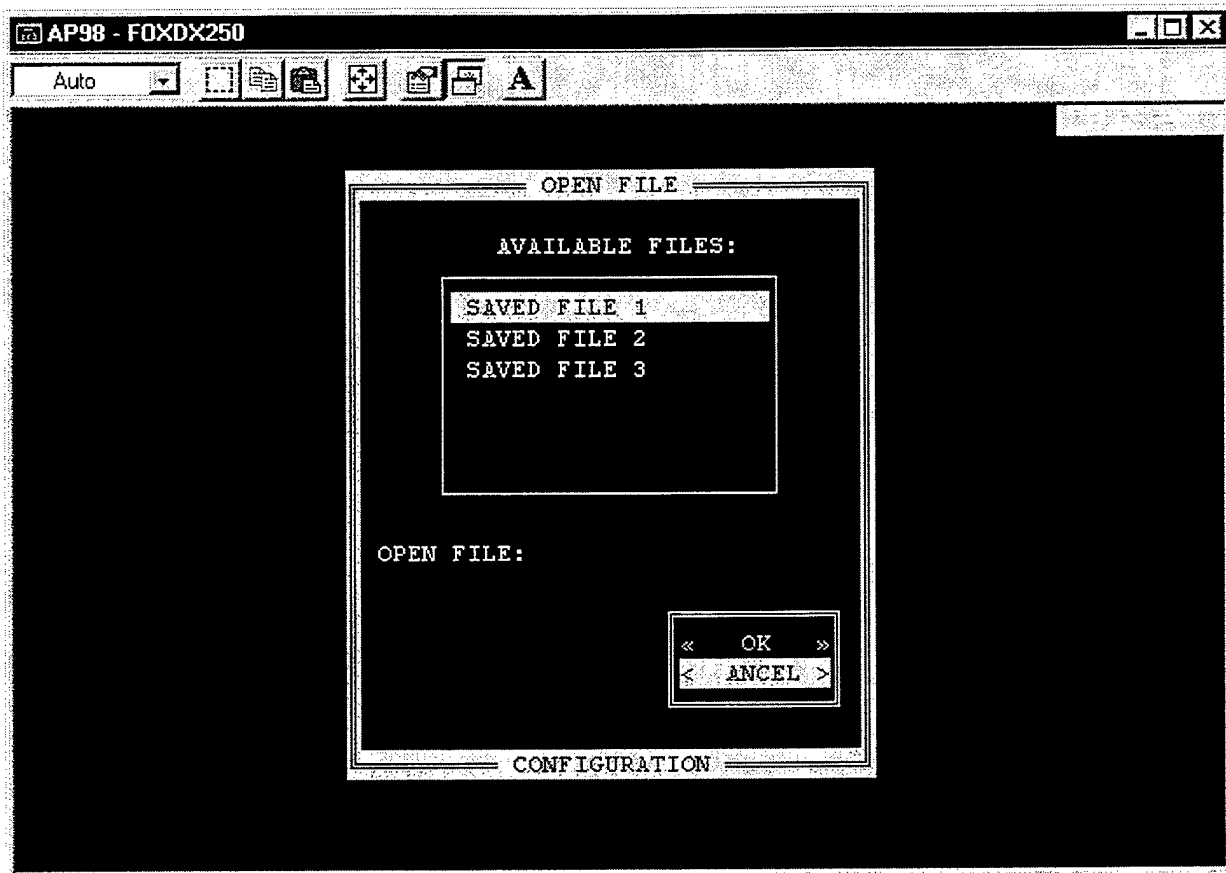 AP98 - FOXDX250
Auto
A
OPEN FILE
AVAILABLE FILES:
SAVED FILE 1
SAVED FILE 2
SAVED FILE 3
OPEN FILE:
« OK »
< ANCEL >
CONFIGURATION